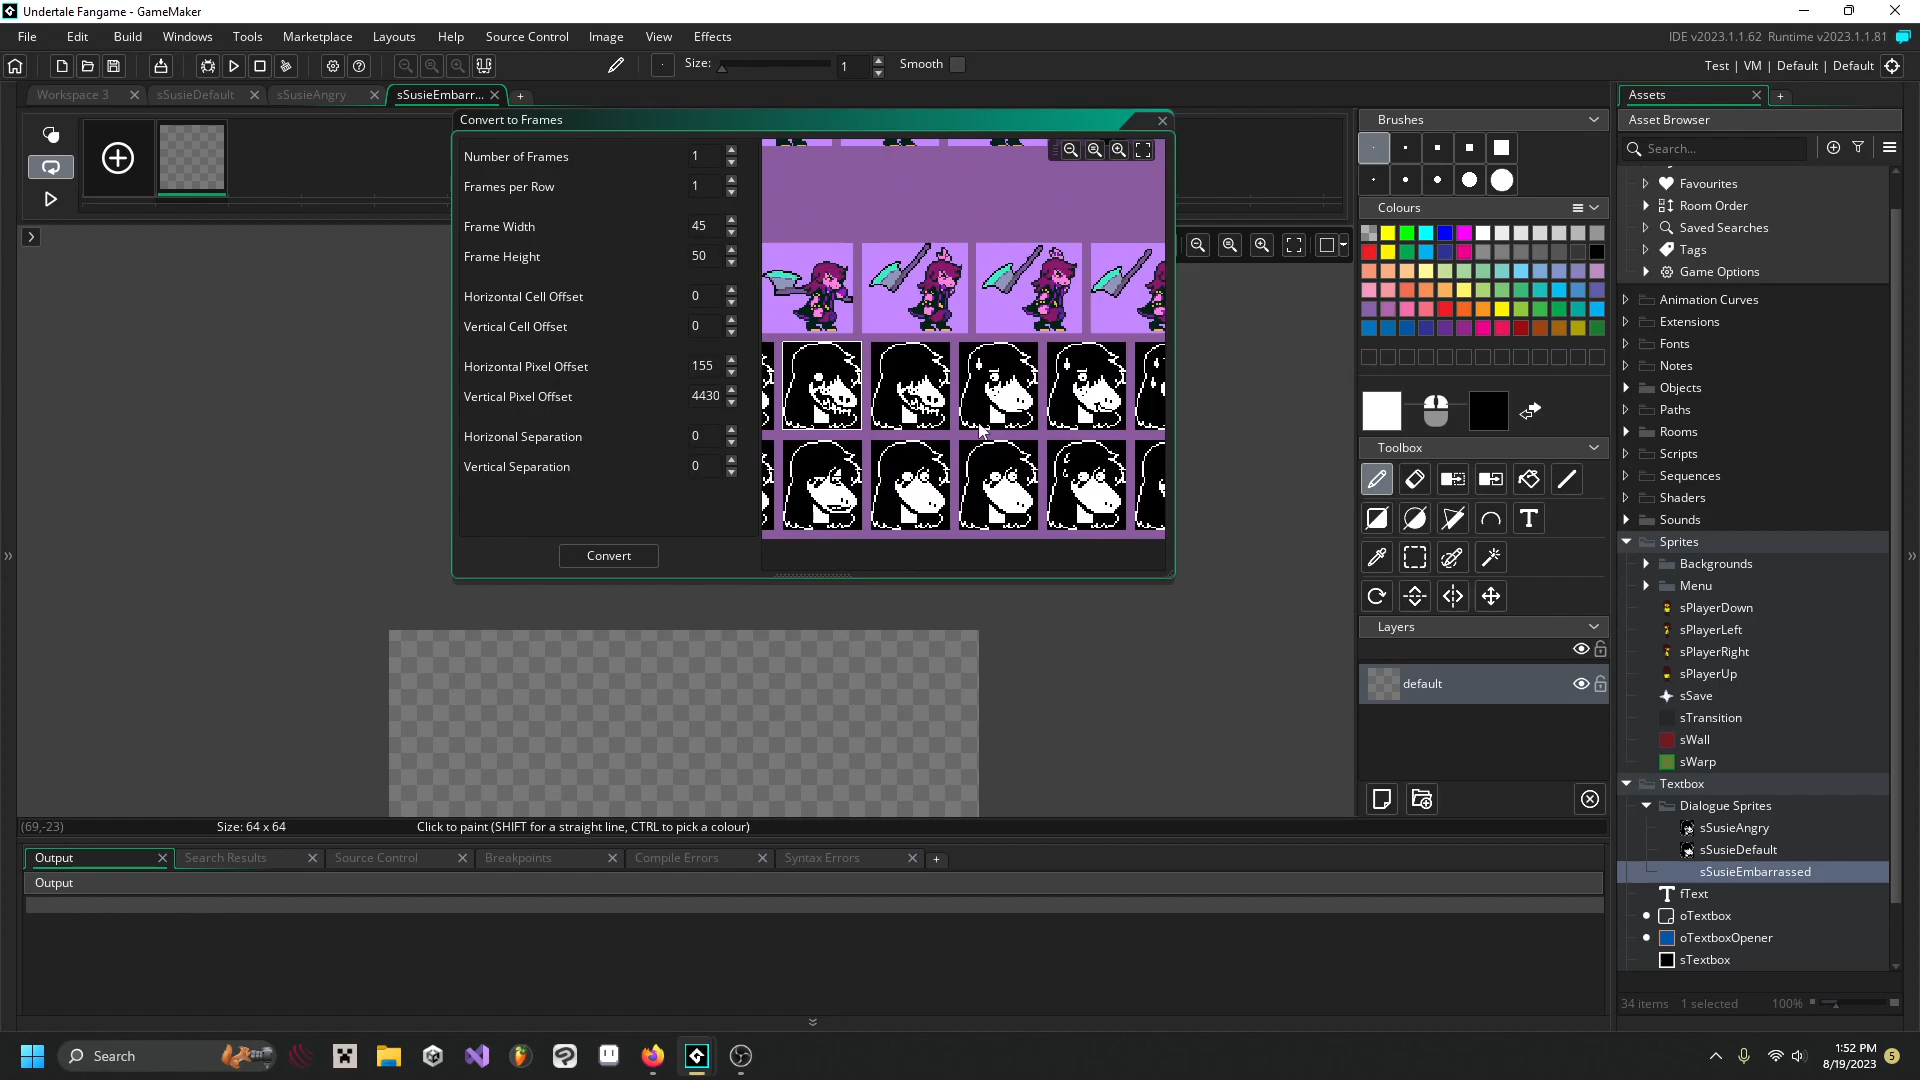 Undertale Fangame - GameMaker
File Edit Build Windows Tools Marketplace Layouts Help Source Control Image View Effects
IDE v2023.1.1.62 Runtime v2023.1.1.81
Size: 1 Smooth
Test | VM | Default | Default
Workspace 3 sSusieDefault sSusieAngry sSusieEmbarr...
Convert to Frames
Number of Frames 1
Frames per Row 1
Frame Width 45
Frame Height 50
Horizontal Cell Offset 0
Vertical Cell Offset 0
Horizontal Pixel Offset 155
Vertical Pixel Offset 4430
Horizonal Separation 0
Vertical Separation 0
Convert
Brushes
Colours
Toolbox
T
Layers
default
Assets
Asset Browser
Search...
Favourites
Room Order
Saved Searches
Tags
Game Options
Animation Curves
Extensions
Fonts
Notes
Objects
Paths
Rooms
Scripts
Sequences
Shaders
Sounds
Sprites
Backgrounds
Menu
sPlayerDown
sPlayerLeft
sPlayerRight
sPlayerUp
sSave
sTransition
sWall
sWarp
Textbox
Dialogue Sprites
sSusieAngry
sSusieDefault
sSusieEmbarrassed
fText
oTextbox
oTextboxOpener
sTextbox
34 items 1 selected 100%
(69,-23) Size: 64 x 64 Click to paint (SHIFT for a straight line, CTRL to pick a colour)
Output Search Results Source Control Breakpoints Compile Errors Syntax Errors
Output
Search
1:52 PM
8/19/2023
5